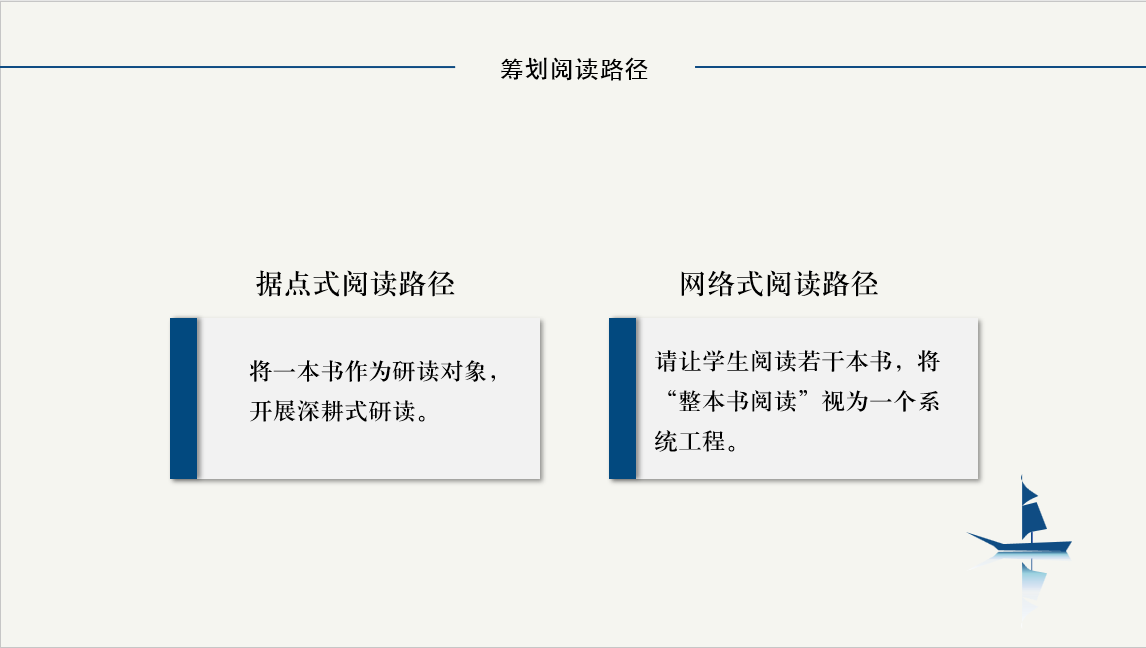 筹划阅读路径
据点式阅读路径
将一本书作为研读对象，
开展深耕式研读。
网络式阅读路径
请让学生阅读若干本书，将
“整本书阅读”视为一个系
统工程。